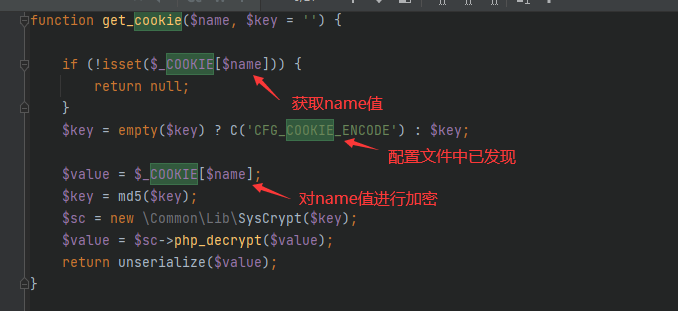 function get_cookie($name, $key = '') {
if (!isset($_COOKIE[$name])) {
return null;
获取name值
}
$key = empty($key) ? C('CFG_COOKIE_ENCODE') : $key;
配置文件中已发现
$value = $_COOKIE[$name];
对name值进行加密
$key = md5($key);
$sc = new \Common\Lib\SysCrypt($key);
$value = $sc->php_decrypt($value);
return unserialize($value);
}